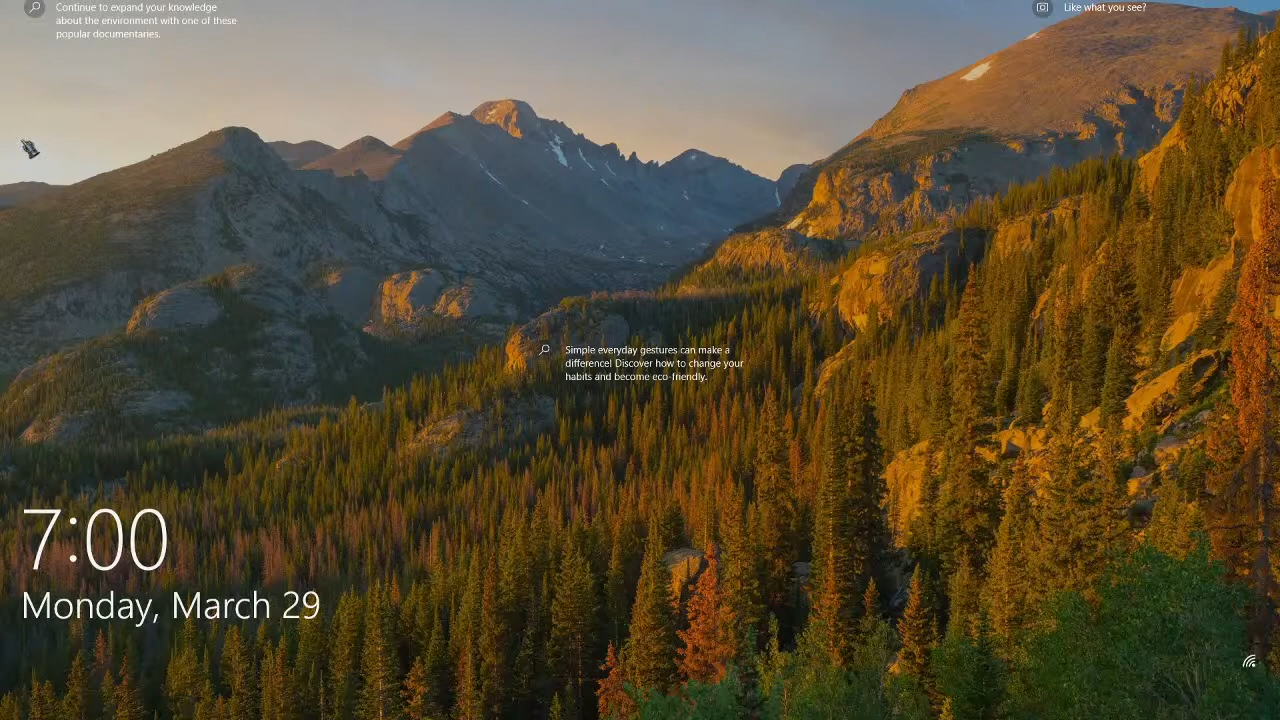 Continue to expand your knowledge
about the environment with one of these
popular documentaries.
Like what you see?
Simple everyday gestures can make a
difference! Discover how to change your
habits and become eco-friendly.
7:00
Monday, March 29